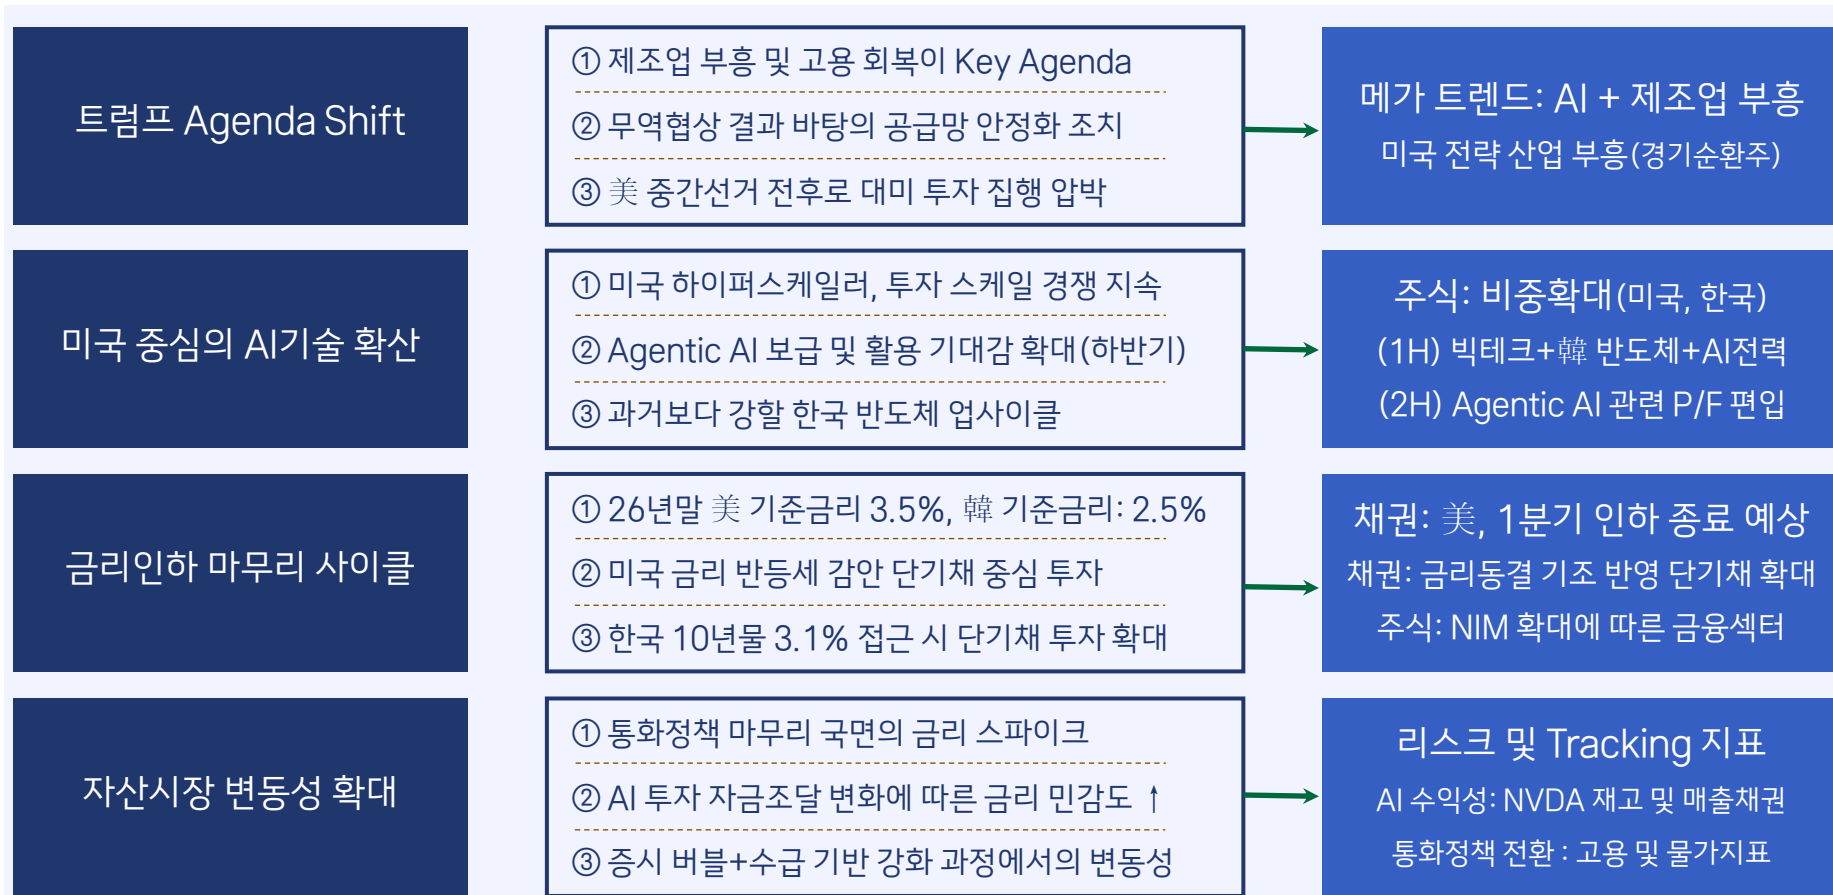 트럼프 Agenda Shift
① 제조업 부흥 및 고용 회복이 Key Agenda
② 무역협상 결과 바탕의 공급망 안정화 조치
③ 美 중간선거 전후로 대미 투자 집행 압박
메가 트렌드: AI + 제조업 부흥
미국 전략 산업 부흥(경기순환주)
미국 중심의 AI기술 확산
① 미국 하이퍼스케일러, 투자 스케일 경쟁 지속
② Agentic AI 보급 및 활용 기대감 확대(하반기)
③ 과거보다 강할 한국 반도체 업사이클
주식: 비중확대(미국, 한국)
(1H) 빅테크+韓 반도체+AI전력
(2H) Agentic AI 관련 P/F 편입
금리인하 마무리 사이클
① 26년말 美 기준금리 3.5%, 韓 기준금리: 2.5%
② 미국 금리 반등세 감안 단기채 중심 투자
③ 한국 10년물 3.1% 접근 시 단기채 투자 확대
채권: 美, 1분기 인하 종료 예상
채권: 금리동결 기조 반영 단기채 확대
주식: NIM 확대에 따른 금융섹터
자산시장 변동성 확대
① 통화정책 마무리 국면의 금리 스파이크
② AI 투자 자금조달 변화에 따른 금리 민감도 ↑
③ 증시 버블+수급 기반 강화 과정에서의 변동성
리스크 및 Tracking 지표
AI 수익성: NVDA 재고 및 매출채권
통화정책 전환 : 고용 및 물가지표